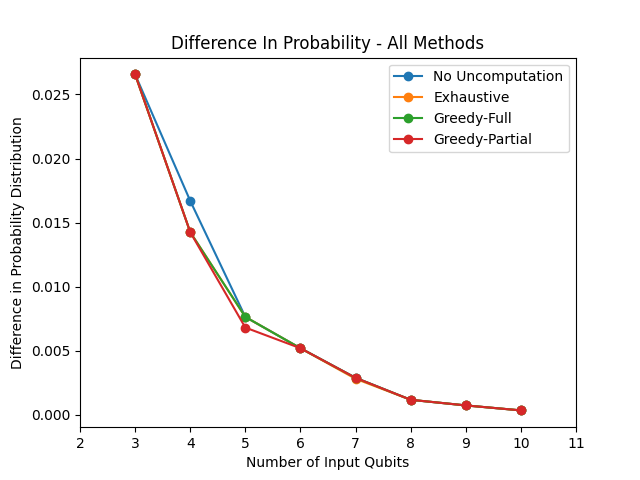 Difference In Probability - All Methods
No Uncomputation
Exhaustive
Greedy-Full
Greedy-Partial
Difference in Probability Distribution
0.025
0.020
0.015
0.010
0.005
0.000
2 3 4 5 6 7 8 9 10 11
Number of Input Qubits